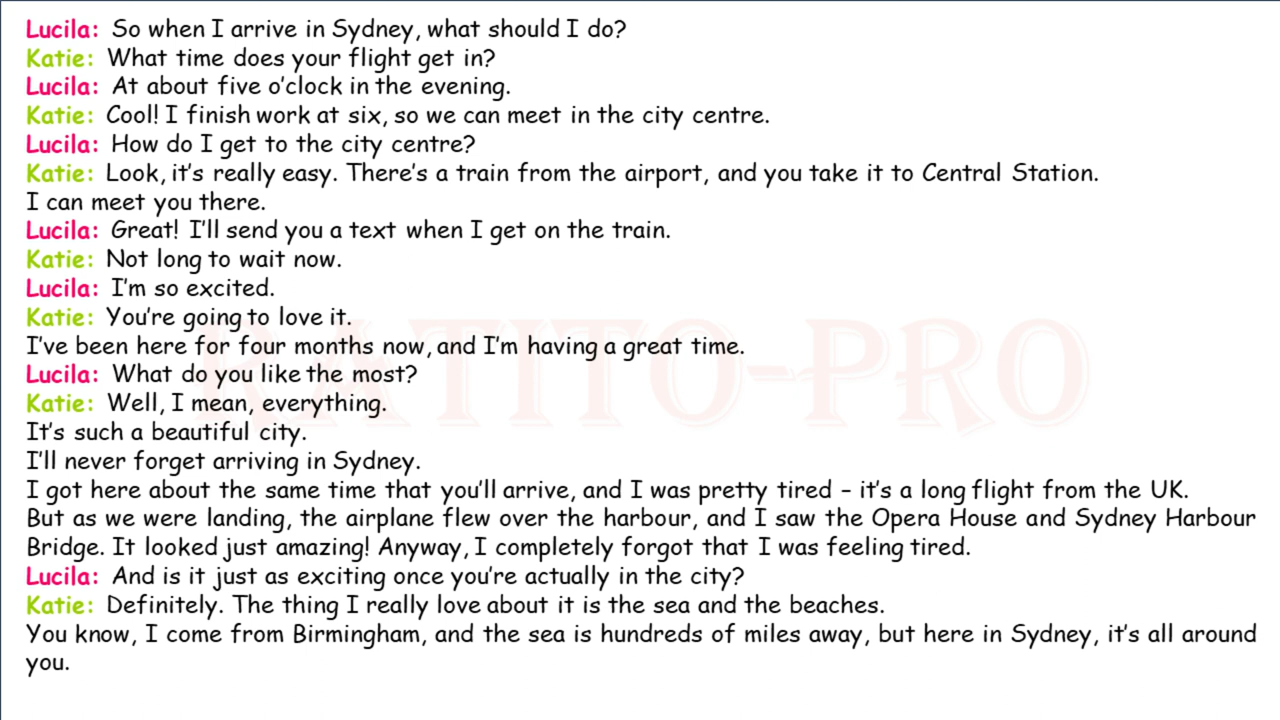 Lucila: So when I arrive in Sydney, what should I do?
Katie: What time does your flight get in?
Lucila: At about five o'clock in the evening.
Katie: Cool! I finish work at six, so we can meet in the city centre.
Lucila: How do I get to the city centre?
Katie: Look, it's really easy. There's a train from the airport, and you take it to Central Station.
I can meet you there.
Lucila: Great! I'll send you a text when I get on the train.
Katie: Not long to wait now.
Lucila: I'm so excited.
Katie: You're going to love it.
I've been here for four months now, and I'm having a great time.
Lucila: What do you like the most?
Katie: Well, I mean, everything.
It's such a beautiful city.
I'll never forget arriving in Sydney.
I got here about the same time that you'll arrive, and I was pretty tired – it's a long flight from the UK.
But as we were landing, the airplane flew over the harbour, and I saw the Opera House and Sydney Harbour
Bridge. It looked just amazing! Anyway, I completely forgot that I was feeling tired.
Lucila: And is it just as exciting once you're actually in the city?
Katie: Definitely. The thing I really love about it is the sea and the beaches.
You know, I come from Birmingham, and the sea is hundreds of miles away, but here in Sydney, it's all around
you.
RATITO-PRO